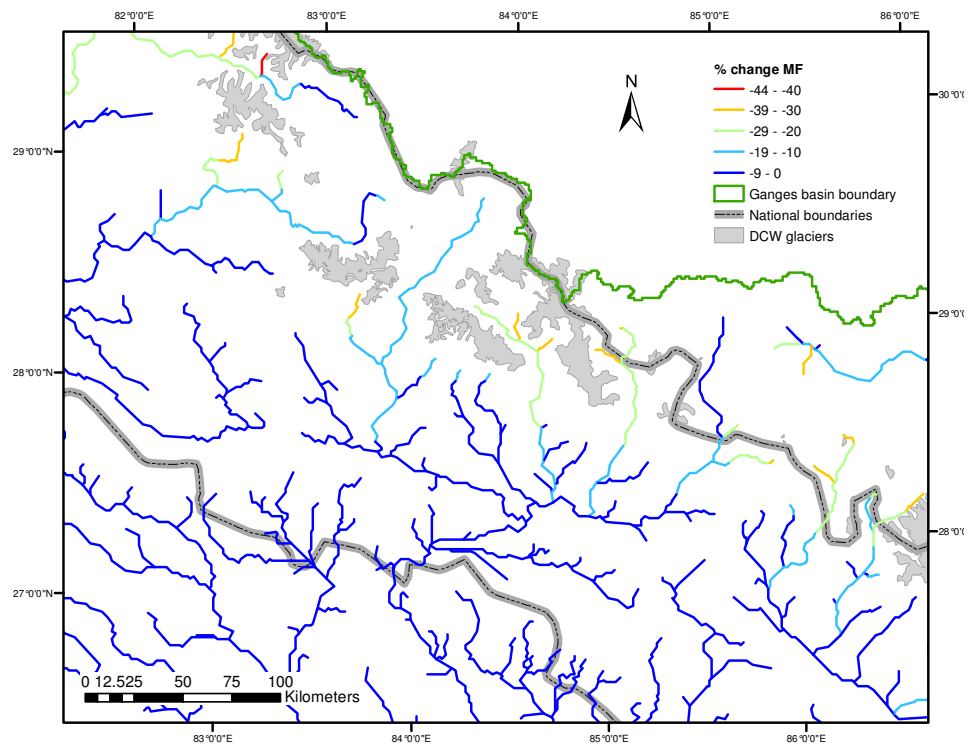 82°0'0"E 83°0'0"E 84°0'0"E 85°0'0"E 86°0'0"E
% change MF
N
-44 - -40
30°0'0"N
-39 - -30
-29 - -20
29°0'0"N
-19 - -10
-9 - 0
Ganges basin boundary
National boundaries
DCW glaciers
29°0'0"N
28°0'0"N
28°0'0"N
27°0'0"N
0 12.525 50 75 100
Kilometers
83°0'0"E 84°0'0"E 85°0'0"E 86°0'0"E